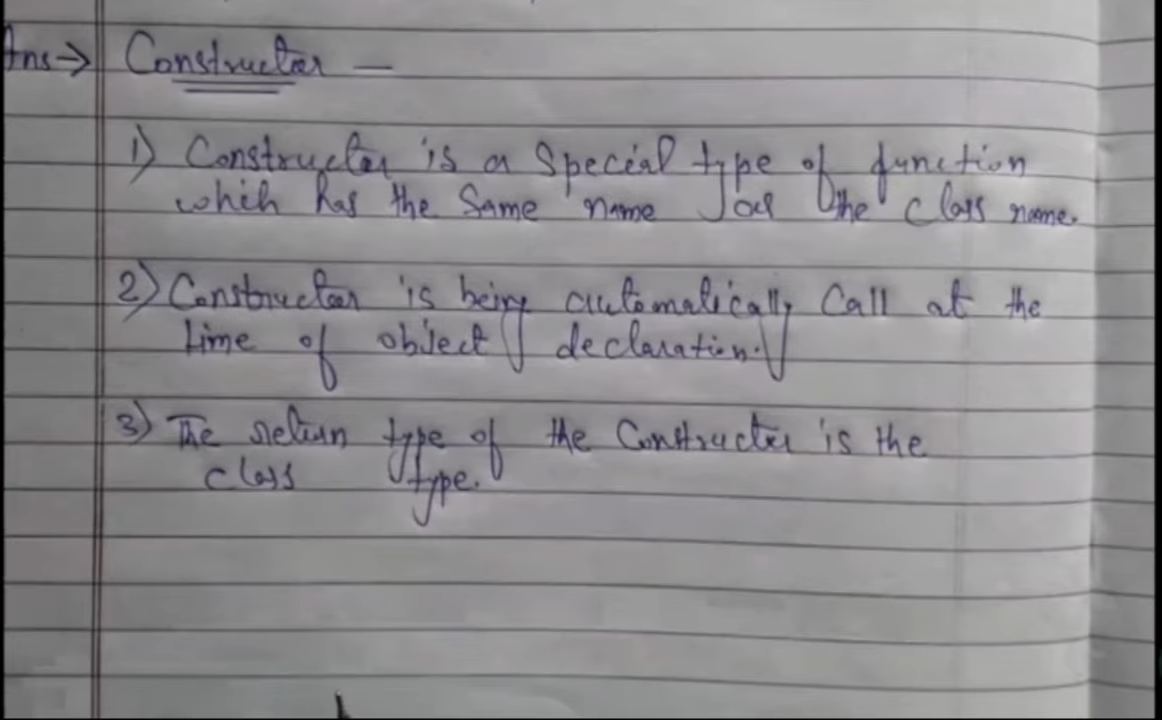 Ans→ Constructor —
1) Constructor is a Special type of function
which has the Same name as the class name.
2) Constructor is being automatically Call at the
time of object declaration.
3) The return type of the Constructor is the
class type.